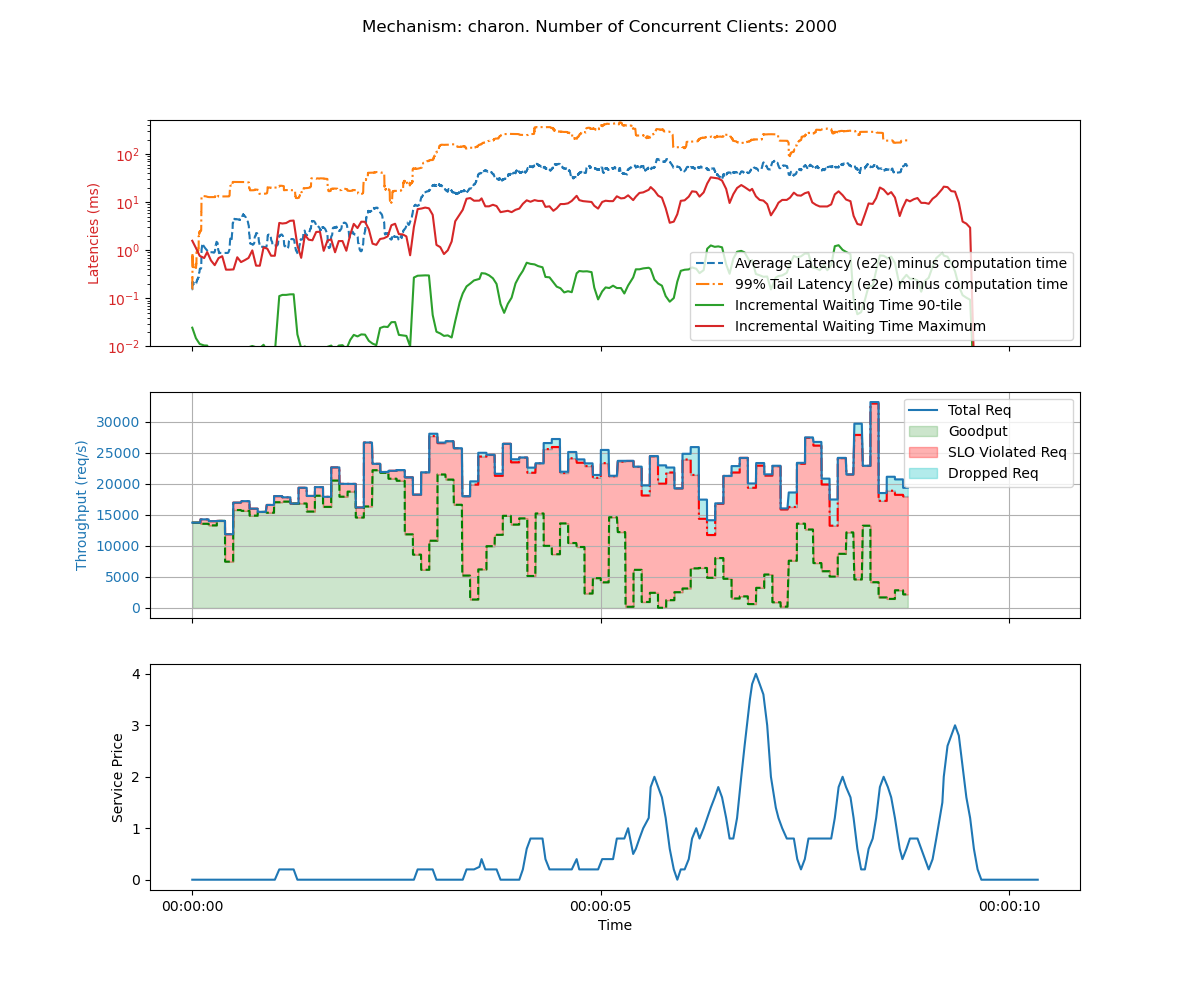 Mechanism: charon. Number of Concurrent Clients: 2000
Latencies (ms)
10²
10¹
10⁰
10⁻¹
10⁻²
Average Latency (e2e) minus computation time
99% Tail Latency (e2e) minus computation time
Incremental Waiting Time 90-tile
Incremental Waiting Time Maximum
Throughput (req/s)
30000
25000
20000
15000
10000
5000
0
Total Req
Goodput
SLO Violated Req
Dropped Req
Service Price
4
3
2
1
0
00:00:00 00:00:05 00:00:10
Time